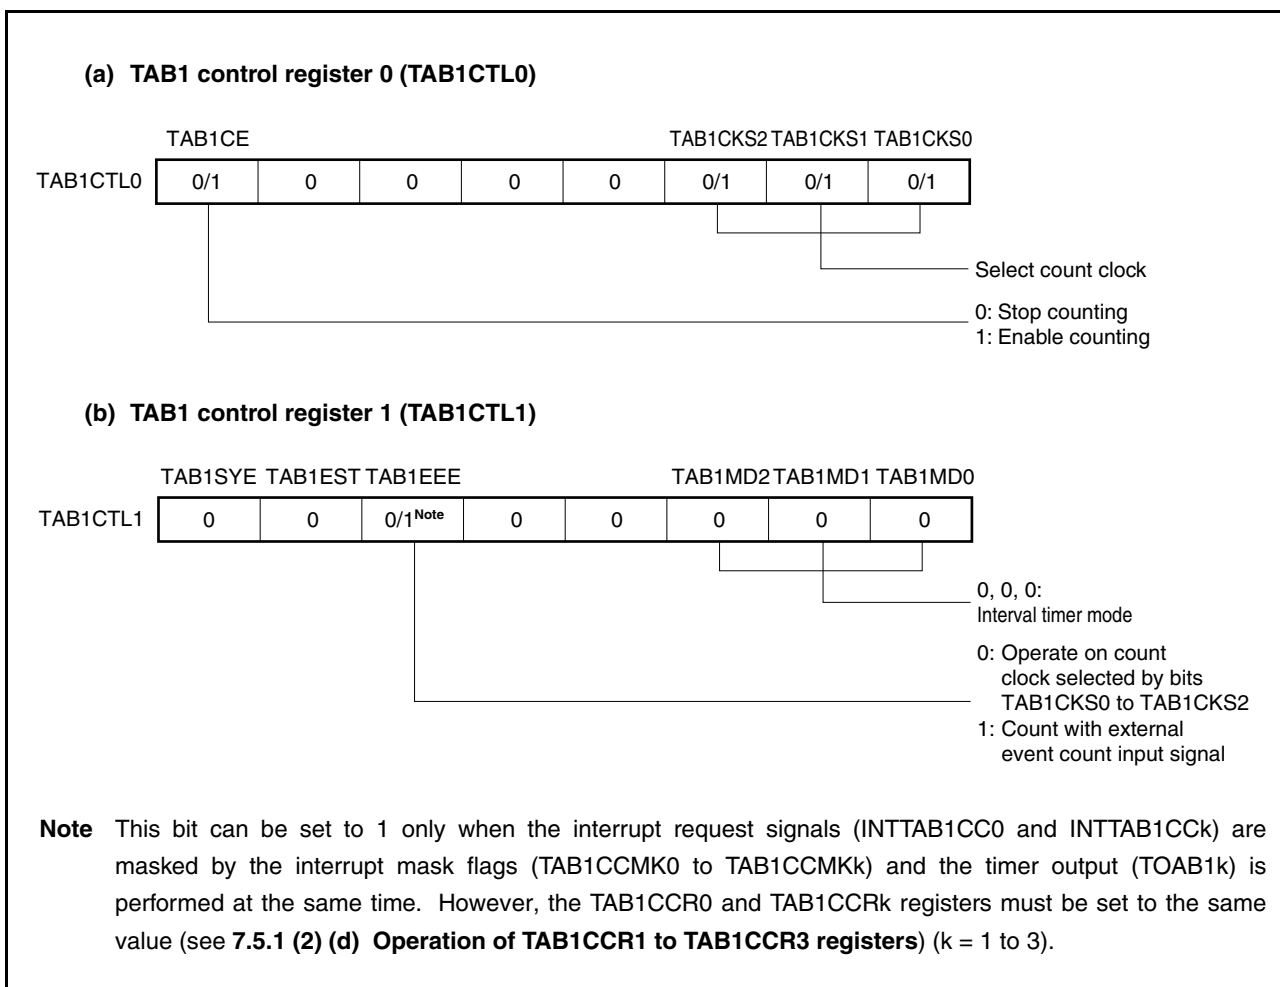 (a) TAB1 control register 0 (TAB1CTL0)
TAB1CE TAB1CKS2 TAB1CKS1 TAB1CKS0
TAB1CTL0 0/1 0 0 0 0 0/1 0/1 0/1
Select count clock
0: Stop counting
1: Enable counting
(b) TAB1 control register 1 (TAB1CTL1)
TAB1SYE TAB1EST TAB1EEE TAB1MD2 TAB1MD1 TAB1MD0
TAB1CTL1 0 0 0/1Note 0 0 0 0 0
0, 0, 0:
Interval timer mode
0: Operate on count
clock selected by bits
TAB1CKS0 to TAB1CKS2
1: Count with external
event count input signal
Note This bit can be set to 1 only when the interrupt request signals (INTTAB1CC0 and INTTAB1CCk) are
masked by the interrupt mask flags (TAB1CCMK0 to TAB1CCMKk) and the timer output (TOAB1k) is
performed at the same time. However, the TAB1CCR0 and TAB1CCRk registers must be set to the same
value (see 7.5.1 (2) (d) Operation of TAB1CCR1 to TAB1CCR3 registers) (k = 1 to 3).